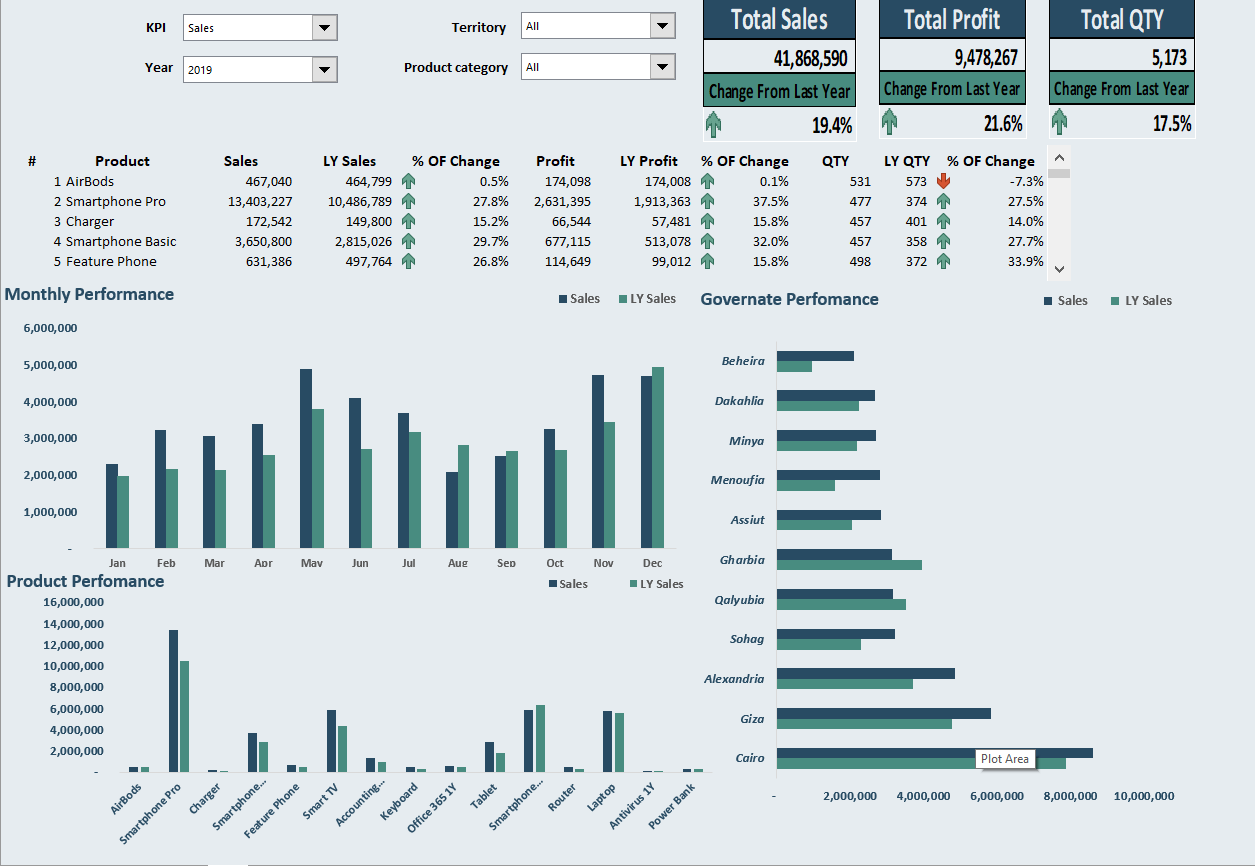 KPI Sales Territory All
Year 2019 Product category All
Total Sales
41,868,590
Change From Last Year
19.4%
Total Profit
9,478,267
Change From Last Year
21.6%
Total QTY
5,173
Change From Last Year
17.5%
# Product Sales LY Sales % OF Change Profit LY Profit % OF Change QTY LY QTY % OF Change
1 AirBods 467,040 464,799 0.5% 174,098 174,008 0.1% 531 573 -7.3%
2 Smartphone Pro 13,403,227 10,486,789 27.8% 2,631,395 1,913,363 37.5% 477 374 27.5%
3 Charger 172,542 149,800 15.2% 66,544 57,481 15.8% 457 401 14.0%
4 Smartphone Basic 3,650,800 2,815,026 29.7% 677,115 513,078 32.0% 457 358 27.7%
5 Feature Phone 631,386 497,764 26.8% 114,649 99,012 15.8% 498 372 33.9%
Monthly Performance
Sales LY Sales
6,000,000
5,000,000
4,000,000
3,000,000
2,000,000
1,000,000
-
Jan Feb Mar Apr May Jun Jul Aug Sep Oct Nov Dec
Product Perfomance
Sales LY Sales
16,000,000
14,000,000
12,000,000
10,000,000
8,000,000
6,000,000
4,000,000
2,000,000
-
AirBods Smartphone Pro Charger Smartphone... Feature Phone Smart TV Accounting... Keyboard Office 365 1Y Tablet Smartphone... Router Laptop Antivirus 1Y Power Bank
Governate Perfomance
Sales LY Sales
Beheira
Dakahlia
Minya
Menoufia
Assiut
Gharbia
Qalyubia
Sohag
Alexandria
Giza
Cairo
Plot Area
- 2,000,000 4,000,000 6,000,000 8,000,000 10,000,000